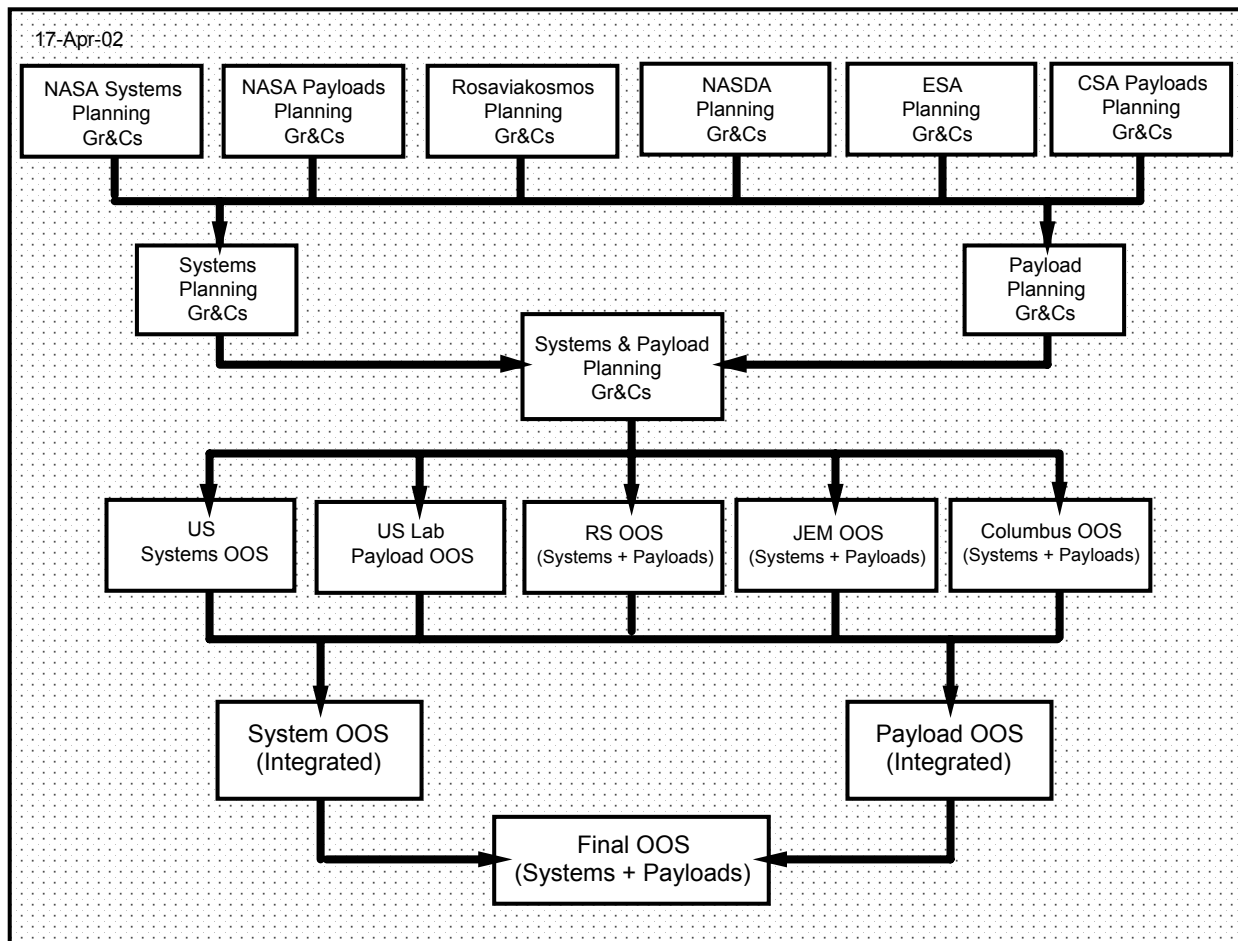 17-Apr-02
NASA Systems
Planning
Gr&Cs
NASA Payloads
Planning
Gr&Cs
Rosaviakosmos
Planning
Gr&Cs
NASDA
Planning
Gr&Cs
ESA
Planning
Gr&Cs
CSA Payloads
Planning
Gr&Cs
Systems
Planning
Gr&Cs
Payload
Planning
Gr&Cs
Systems & Payload
Planning
Gr&Cs
US
Systems OOS
US Lab
Payload OOS
RS OOS
(Systems + Payloads)
JEM OOS
(Systems + Payloads)
Columbus OOS
(Systems + Payloads)
System OOS
(Integrated)
Payload OOS
(Integrated)
Final OOS
(Systems + Payloads)